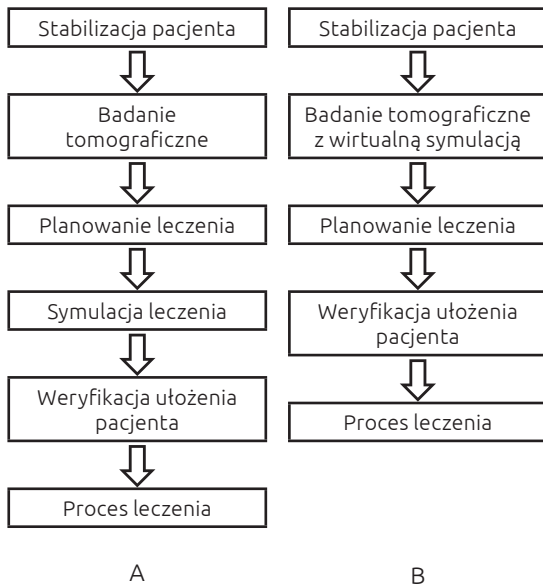 Stabilizacja pacjenta
Badanie
tomograficzne
Planowanie leczenia
Symulacja leczenia
Weryfikacja ułożenia
pacjenta
Proces leczenia
A
Stabilizacja pacjenta
Badanie tomograficzne
z wirtualną symulacją
Planowanie leczenia
Weryfikacja ułożenia
pacjenta
Proces leczenia
B